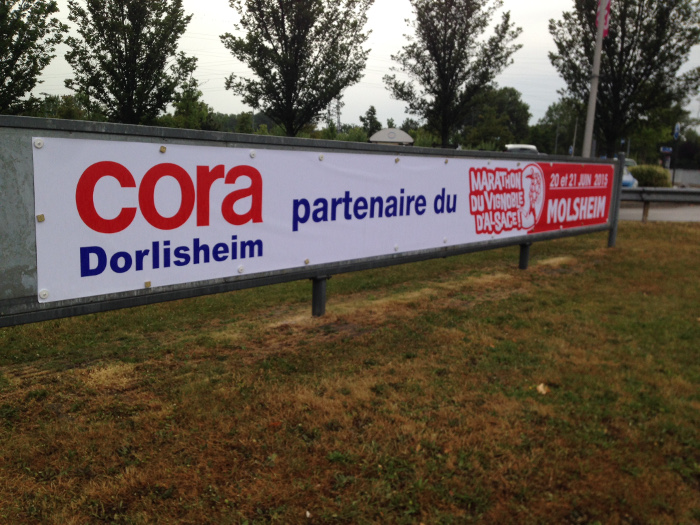 cora
Dorlisheim
partenaire du
MARATHON
DU VIGNOBLE
D'ALSACE!
20 et 21 JUIN 2015
MOLSHEIM